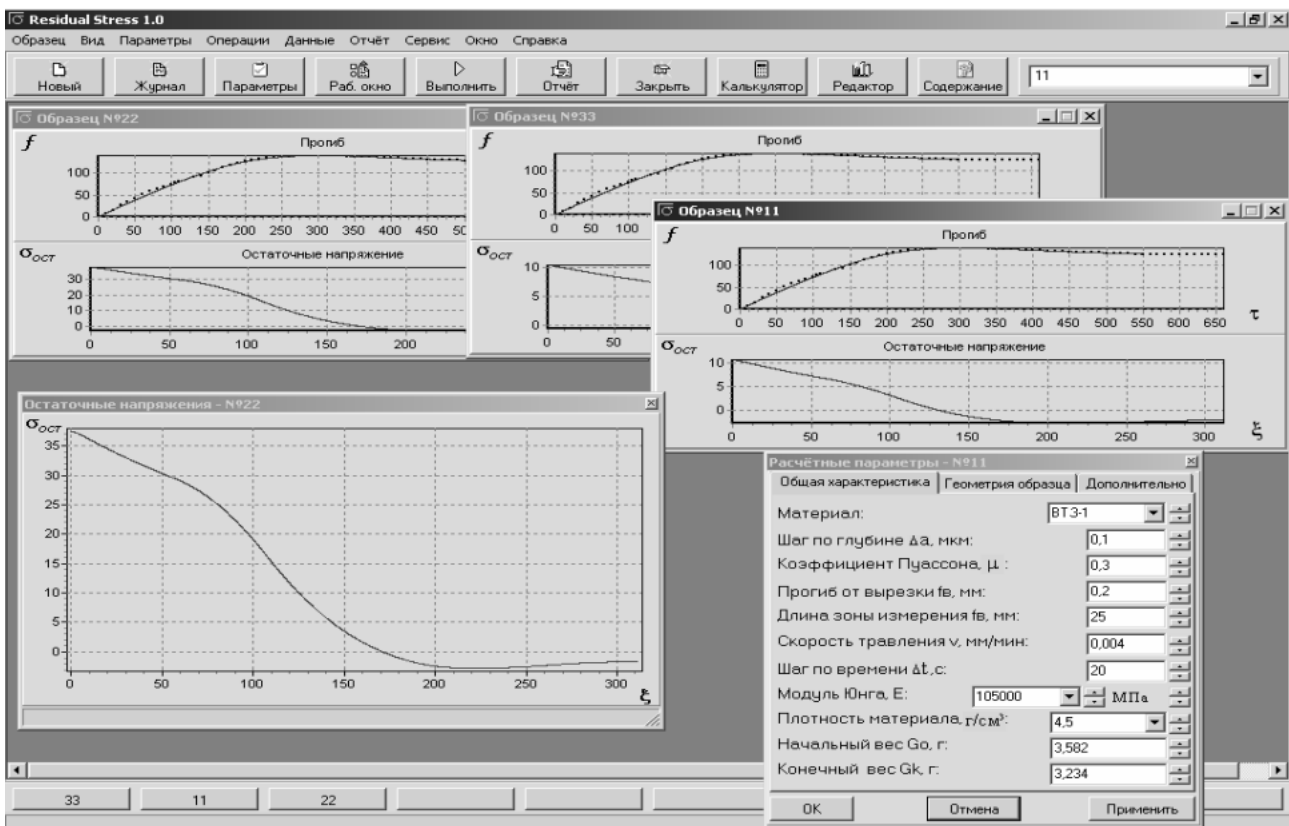 Residual Stress 1.0
Образец Вид Параметры Операции Данные Отчёт Сервис Окно Справка
Новый Журнал Параметры Раб. окно Выполнить Отчёт Закрыть Калькулятор Редактор Содержание 11
Образец №22
f Прогиб
100
50
0
0 50 100 150 200 250 300 350 400 450 50
σост Остаточные напряжение
30
20
10
0
0 50 100 150 200
Образец №33
f Прогиб
100
50
0
0 50 100
σост
10
5
0
0 50
Образец №11
f Прогиб
100
50
0
0 50 100 150 200 250 300 350 400 450 500 550 600 650 τ
σост Остаточные напряжение
10
5
0
0 50 100 150 200 250 300 ξ
Остаточные напряжения - №22
σост
35
30
25
20
15
10
5
0
0 50 100 150 200 250 300 ξ
Расчётные параметры - №11
Общая характеристика Геометрия образца Дополнительно
Материал: ВТ3-1
Шаг по глубине Δа, мкм: 0,1
Коэффициент Пуассона, μ : 0,3
Прогиб от вырезки fв, мм: 0,2
Длина зоны измерения fв, мм: 25
Скорость травления v, мм/мин: 0,004
Шаг по времени Δt,с: 20
Модуль Юнга, Е: 105000 МПа
Плотность материала, г/см³: 4,5
Начальный вес Go, г: 3,582
Конечный вес Gk, г: 3,234
OK Отмена Применить
33 11 22